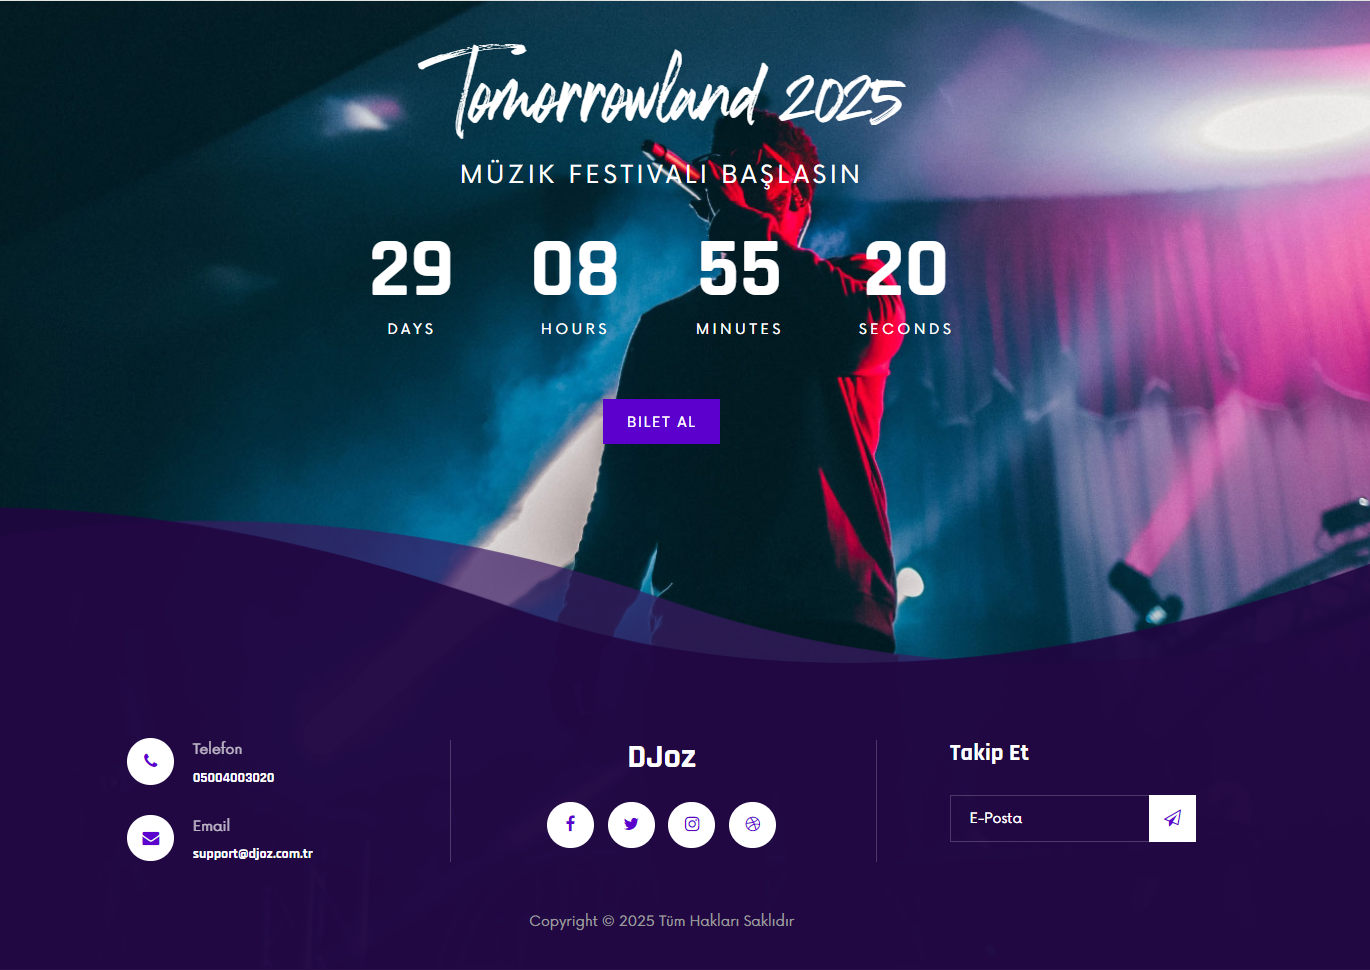 Tomorrowland 2025
MÜZIK FESTIVALI BAŞLASIN
29 08 55 20
DAYS HOURS MINUTES SECONDS
BILET AL
Telefon
05004003020
Email
support@djoz.com.tr
DJoz
Takip Et
E-Posta
Copyright © 2025 Tüm Hakları Saklıdır